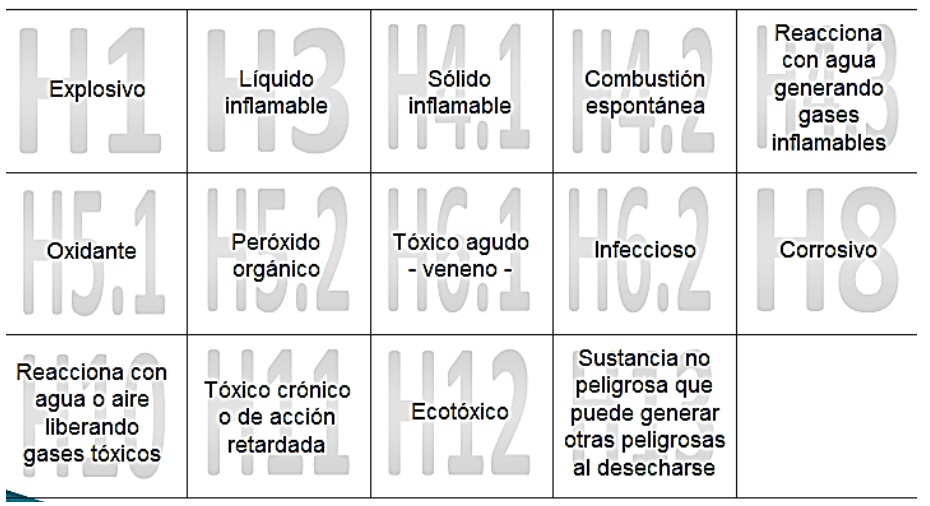 H1
Explosivo
H3
Líquido
inflamable
H4.1
Sólido
inflamable
H4.2
Combustión
espontánea
H4.3
Reacciona
con agua
generando
gases
inflamables
H5.1
Oxidante
H5.2
Peróxido
orgánico
H6.1
Tóxico agudo
- veneno -
H6.2
Infeccioso
H8
Corrosivo
H10
Reacciona con
agua o aire
liberando
gases tóxicos
H11
Tóxico crónico
o de acción
retardada
H12
Ecotóxico
H13
Sustancia no
peligrosa que
puede generar
otras peligrosas
al desecharse